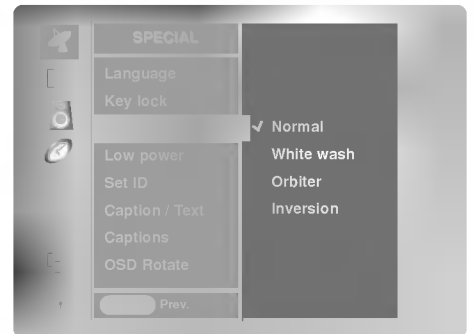 SPECIAL
Language
Key lock
Low power
Set ID
Caption / Text
Captions
OSD Rotate
Prev.
Normal
White wash
Orbiter
Inversion